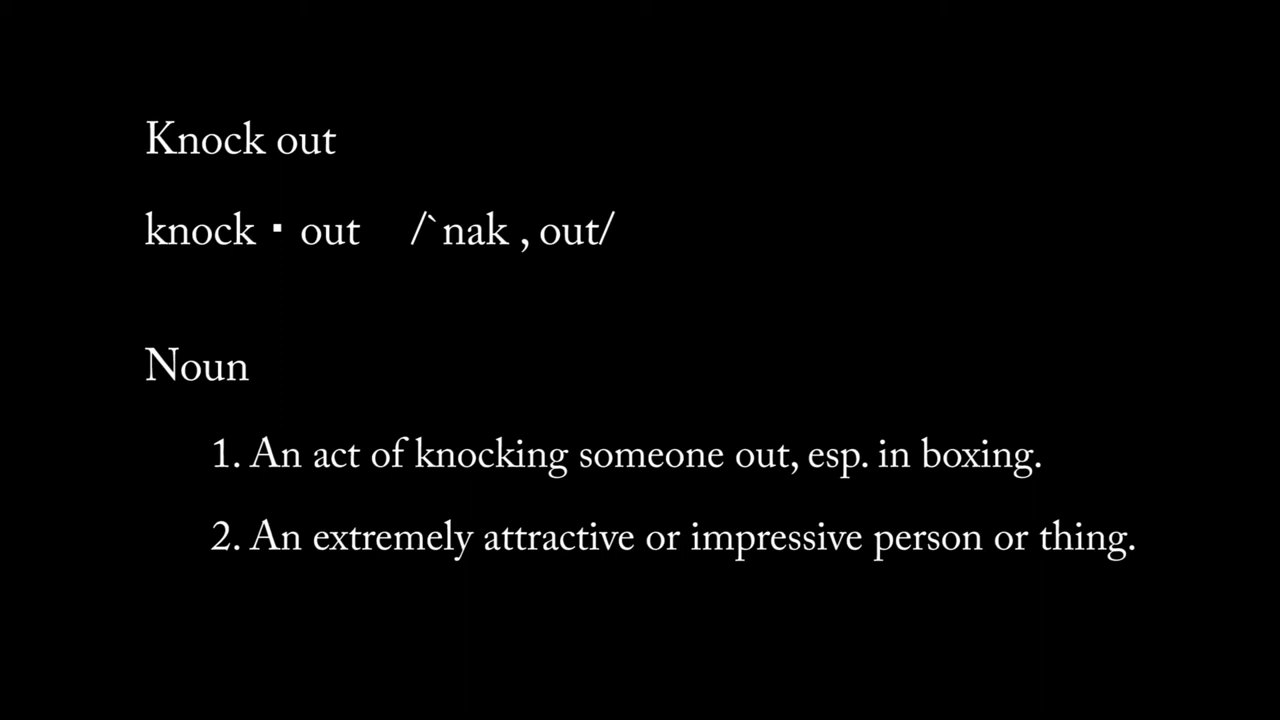 Knock out
knock · out /`nak , out/
Noun
1. An act of knocking someone out, esp. in boxing.
2. An extremely attractive or impressive person or thing.